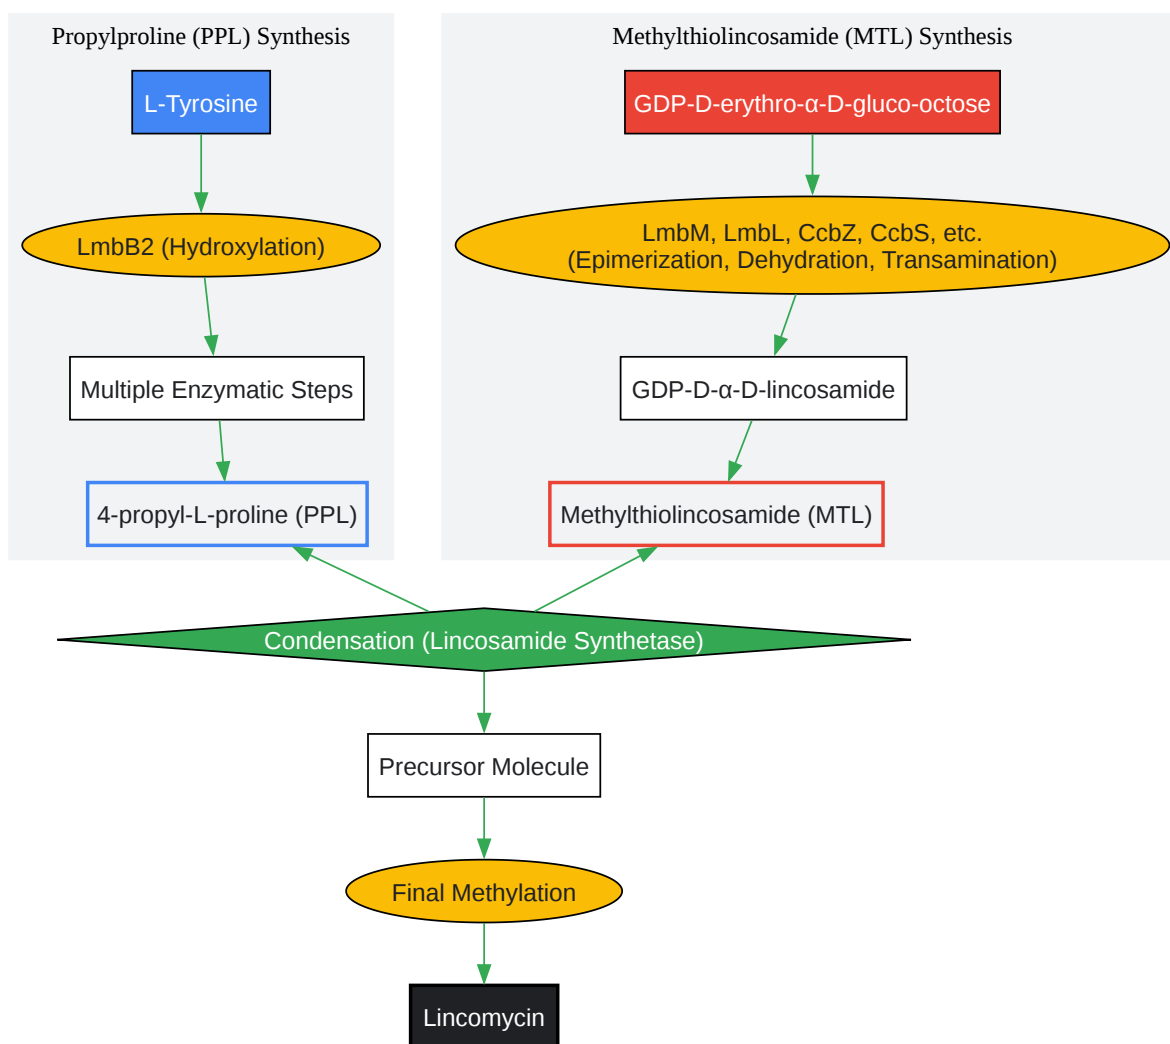 Propylproline (PPL) Synthesis
L-Tyrosine
LmbB2 (Hydroxylation)
Multiple Enzymatic Steps
4-propyl-L-proline (PPL)
Methylthiolincosamide (MTL) Synthesis
GDP-D-erythro-α-D-gluco-octose
LmbM, LmbL, CcbZ, CcbS, etc.
(Epimerization, Dehydration, Transamination)
GDP-D-α-D-lincosamide
Methylthiolincosamide (MTL)
Condensation (Lincosamide Synthetase)
Precursor Molecule
Final Methylation
Lincomycin